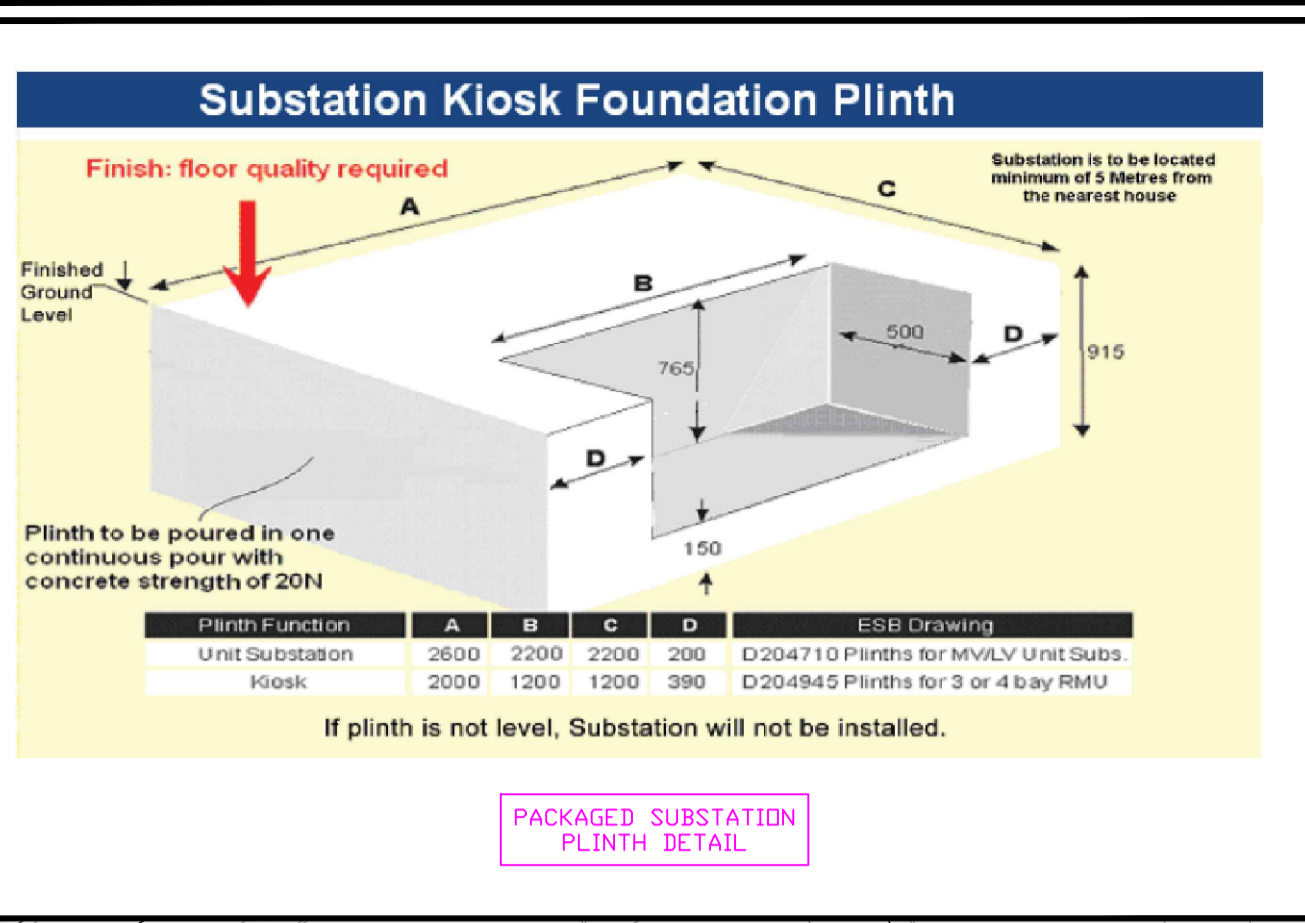 Substation Kiosk Foundation Plinth
Finish: floor quality required
Substation is to be located
minimum of 5 Metres from
the nearest house
A
C
Finished
Ground
Level
B
500
D
765
915
D
Plinth to be poured in one
continuous pour with
concrete strength of 20N
150
Plinth Function A B C D ESB Drawing
Unit Substation 2600 2200 2200 200 D204710 Plinths for MV/LV Unit Subs.
Kiosk 2000 1200 1200 390 D204945 Plinths for 3 or 4 bay RMU
If plinth is not level, Substation will not be installed.
PACKAGED SUBSTATION
PLINTH DETAIL